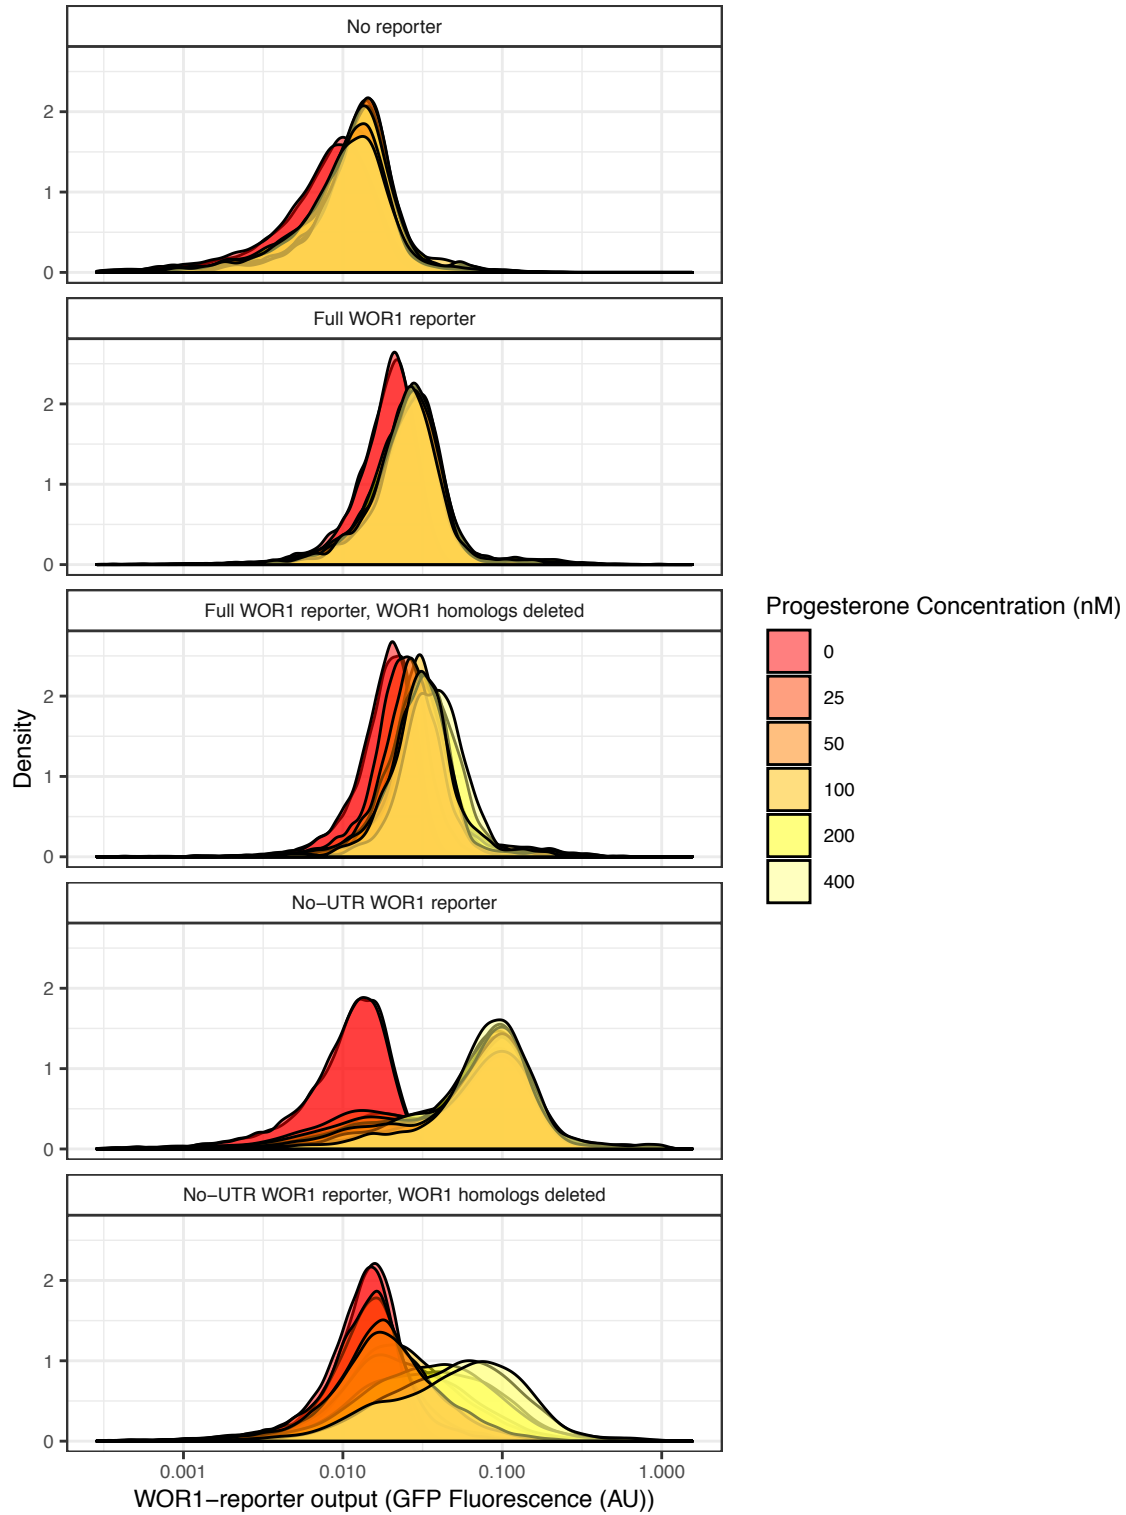 No reporter
2
1
0
Full WOR1 reporter
2
1
0
Full WOR1 reporter, WOR1 homologs deleted
2
1
0
No−UTR WOR1 reporter
2
1
0
No−UTR WOR1 reporter, WOR1 homologs deleted
2
1
0
0.001 0.010 0.100 1.000
WOR1−reporter output (GFP Fluorescence (AU))
Density
Progesterone Concentration (nM)
0
25
50
100
200
400